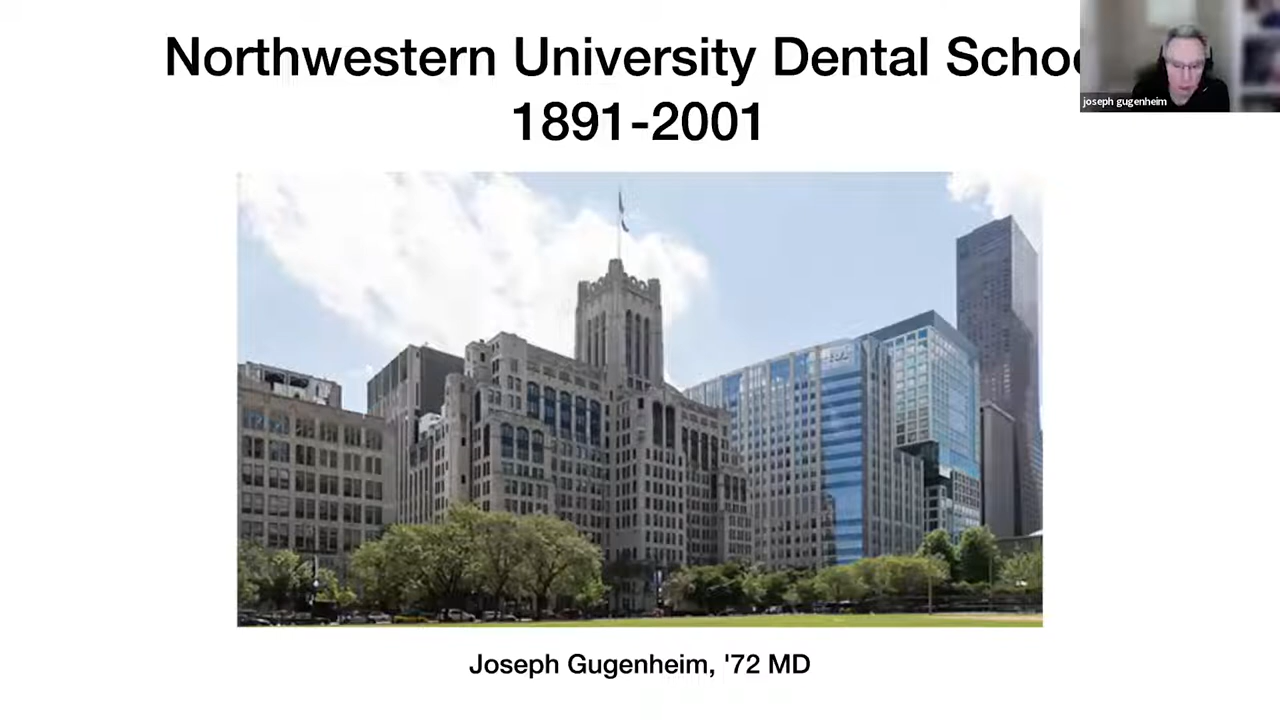 Northwestern University Dental Schoo
1891-2001
joseph gugenheim
Joseph Gugenheim, '72 MD